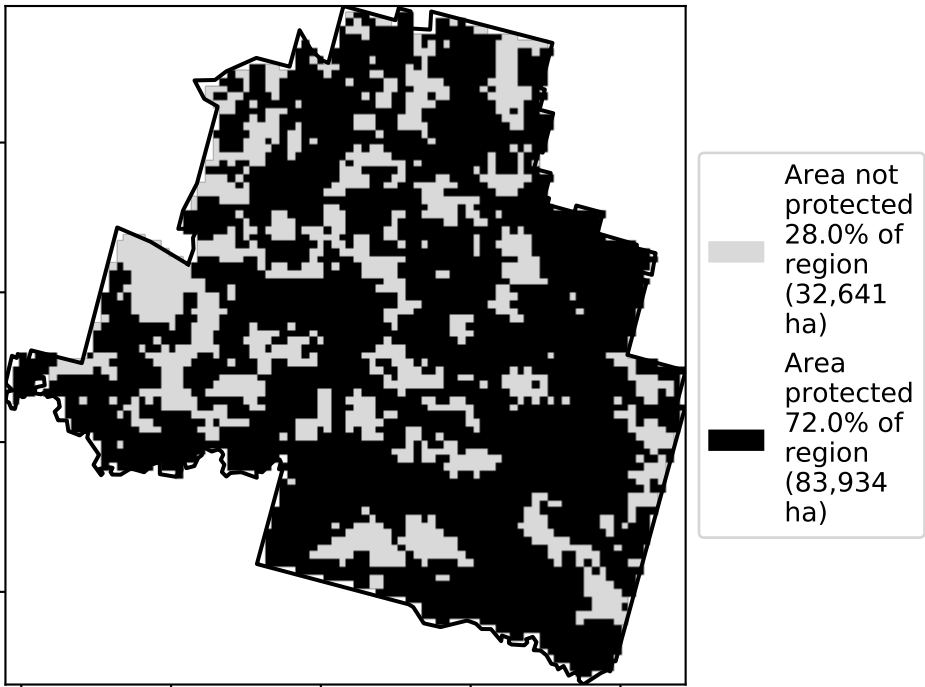 Area not
protected
28.0% of
region
(32,641
ha)
Area
protected
72.0% of
region
(83,934
ha)